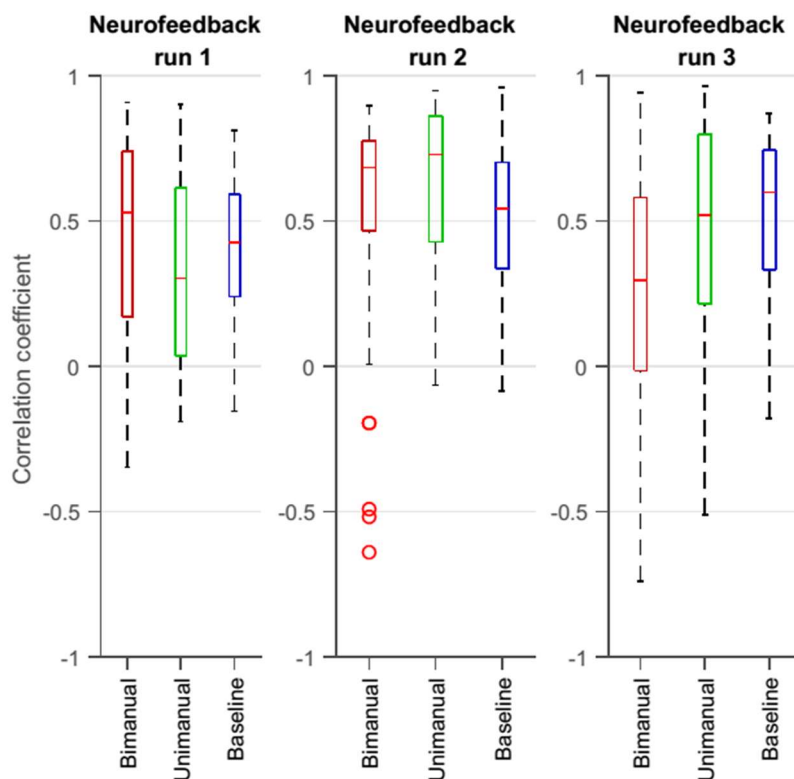 Neurofeedback
run 1
Neurofeedback
run 2
Neurofeedback
run 3
Correlation coefficient
1
0.5
0
-0.5
-1
Bimanual
Unimanual
Baseline
1
0.5
0
-0.5
-1
Bimanual
Unimanual
Baseline
1
0.5
0
-0.5
-1
Bimanual
Unimanual
Baseline